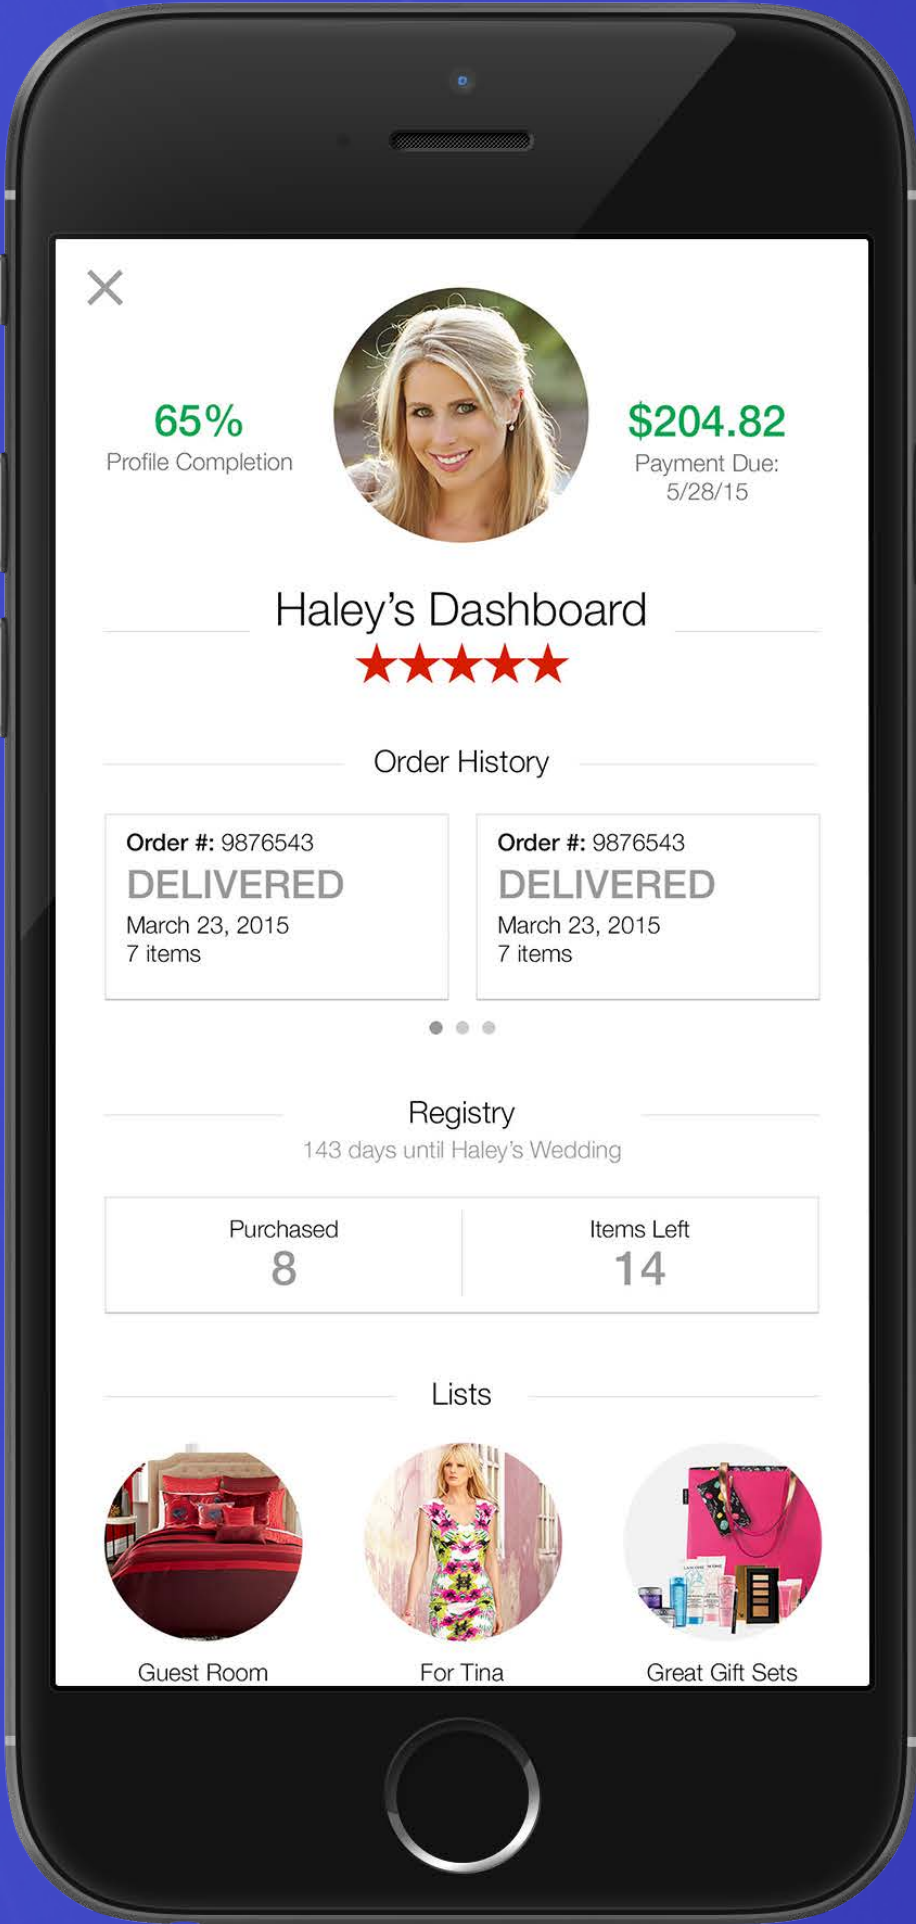 65%
Profile Completion
$204.82
Payment Due:
5/28/15
Haley's Dashboard
Order History
Order #: 9876543
DELIVERED
March 23, 2015
7 items
Order #: 9876543
DELIVERED
March 23, 2015
7 items
Registry
143 days until Haley's Wedding
Purchased
8
Items Left
14
Lists
Guest Room
For Tina
Great Gift Sets